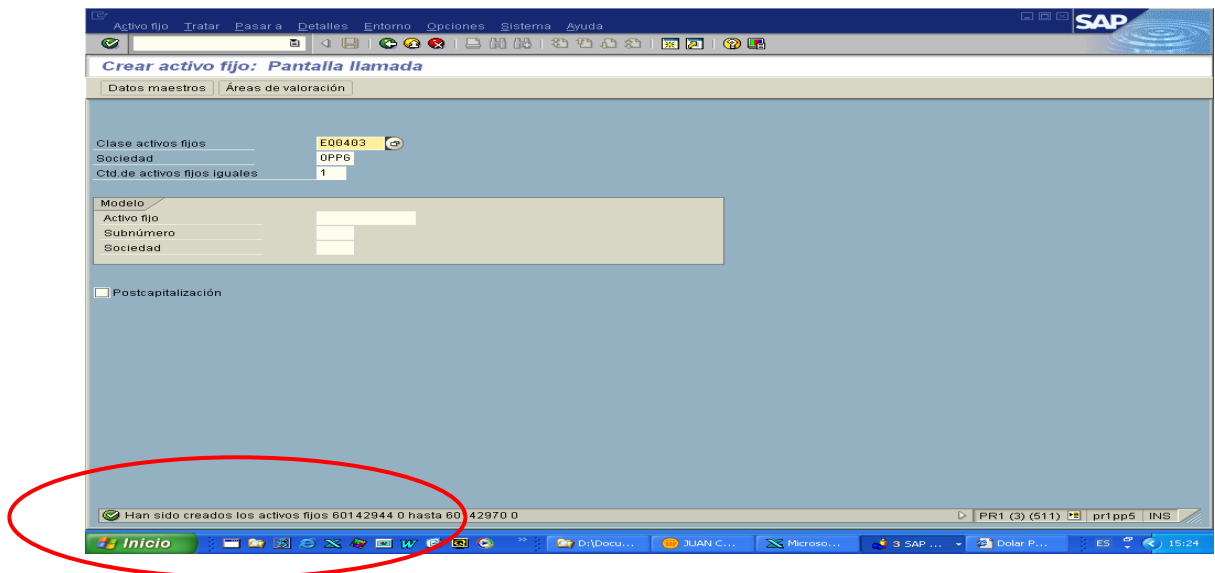 Activo fijo Tratar Pasar a Detalles Entorno Opciones Sistema Ayuda
SAP
Crear activo fijo: Pantalla llamada
Datos maestros Áreas de valoración
Clase activos fijos EQ0403
Sociedad OPPG
Ctd.de activos fijos iguales 1
Modelo
Activo fijo
Subnúmero
Sociedad
Postcapitalización
Han sido creados los activos fijos 60142944 0 hasta 60142970 0
PR1 (3) (511) pr1pp5 INS
Inicio D:\Docu... JUAN C... Microso... 3 SAP ... Dolar P... ES 15:24